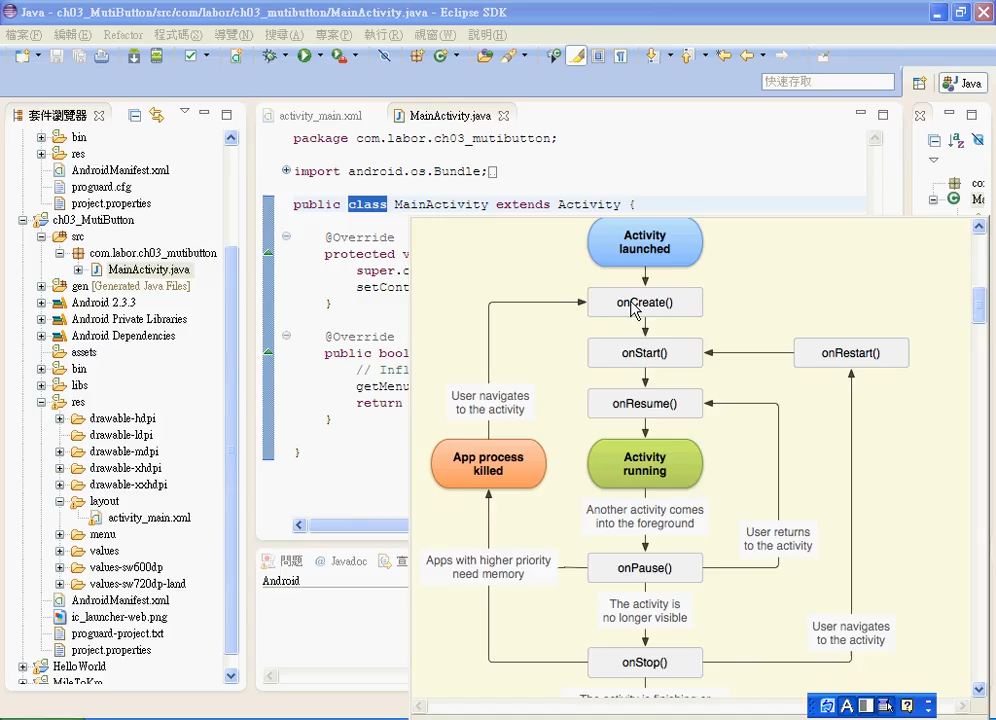 Java - ch03_MutiButton/src/com/labor/ch03_mutibutton/MainActivity.java - Eclipse SDK
檔案(F) 編輯(E) Refactor 程式碼(S) 導覽(N) 搜尋(A) 專案(P) 執行(R) 視窗(W) 說明(H)
快速存取
Java
套件瀏覽器
bin
res
AndroidManifest.xml
proguard.cfg
project.properties
ch03_MutiButton
src
com.labor.ch03_mutibutton
MainActivity.java
gen [Generated Java Files]
Android 2.3.3
Android Private Libraries
Android Dependencies
assets
bin
libs
res
drawable-hdpi
drawable-ldpi
drawable-mdpi
drawable-xhdpi
drawable-xxhdpi
layout
activity_main.xml
menu
values
values-sw600dp
values-sw720dp-land
AndroidManifest.xml
ic_launcher-web.png
proguard-project.txt
project.properties
HelloWorld
MileToKm
activity_main.xml
MainActivity.java
package com.labor.ch03_mutibutton;
import android.os.Bundle;
public class MainActivity extends Activity {
@Override
protected v
super.c
setCont
}
@Override
public bool
// Infl
getMenu
return
}
}
問題
@ Javadoc
宣
Android
co
Ma
Activity
launched
onCreate()
onStart()
onRestart()
onResume()
User navigates
to the activity
App process
killed
Activity
running
Another activity comes
into the foreground
User returns
to the activity
Apps with higher priority
need memory
onPause()
The activity is
no longer visible
User navigates
to the activity
onStop()
The activity is finishing or
A